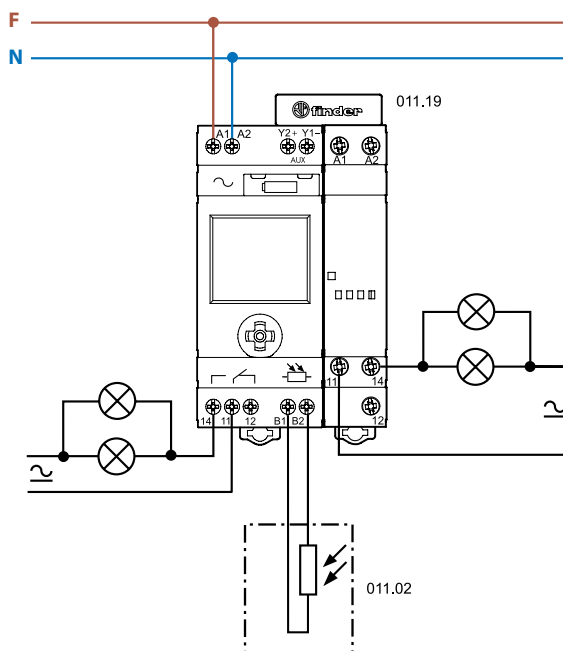 F
N
finder
011.19
A1 A2 Y2+ Y1−
AUX
A1 A2
11 14
12
14 11 12 B1 B2
011.02